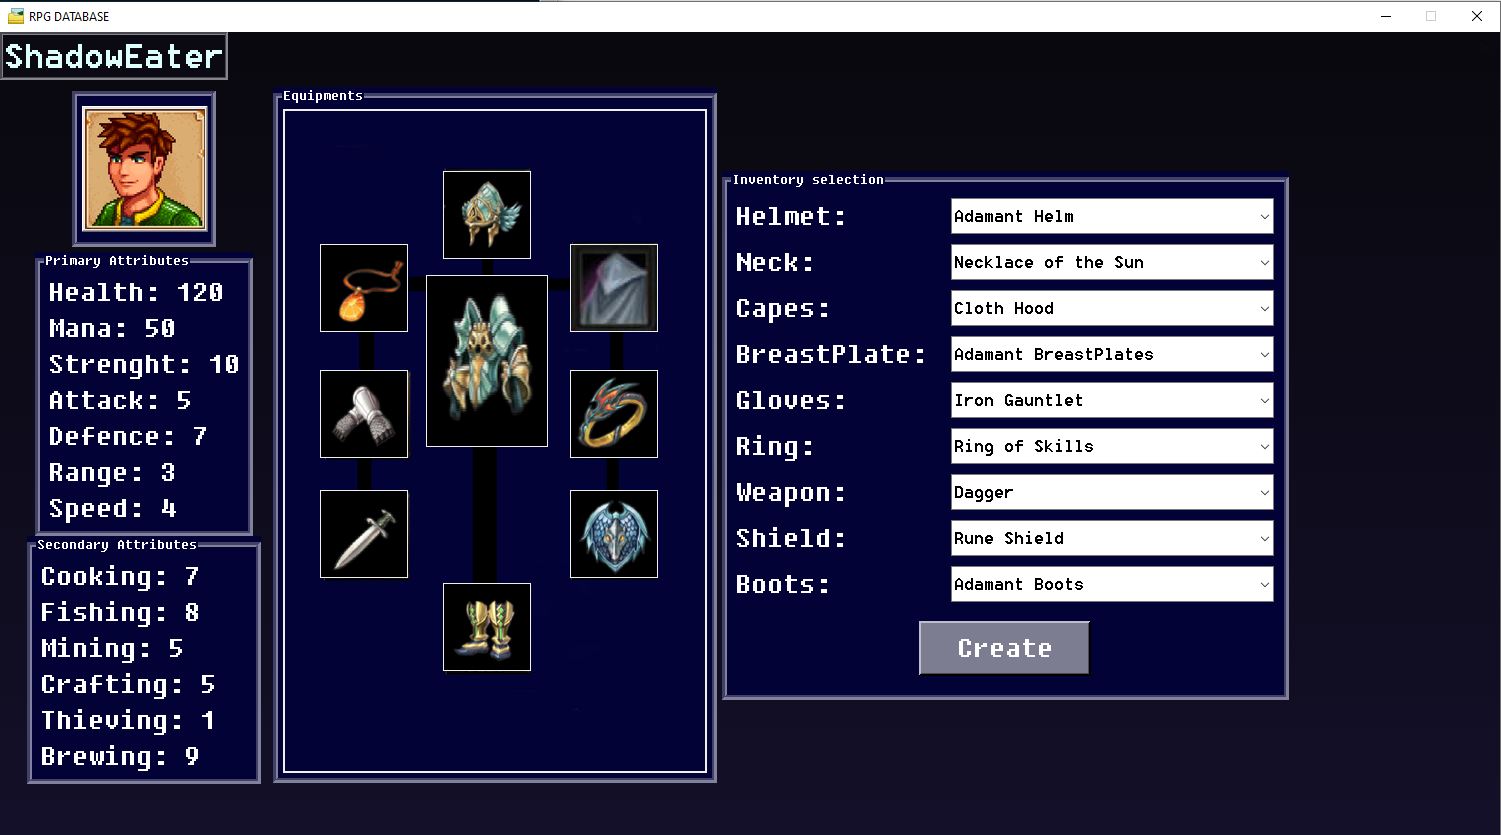 RPG DATABASE
ShadowEater
Primary Attributes
Health: 120
Mana: 50
Strenght: 10
Attack: 5
Defence: 7
Range: 3
Speed: 4
Secondary Attributes
Cooking: 7
Fishing: 8
Mining: 5
Crafting: 5
Thieving: 1
Brewing: 9
Equipments
Inventory selection
Helmet: Adamant Helm
Neck: Necklace of the Sun
Capes: Cloth Hood
BreastPlate: Adamant BreastPlates
Gloves: Iron Gauntlet
Ring: Ring of Skills
Weapon: Dagger
Shield: Rune Shield
Boots: Adamant Boots
Create